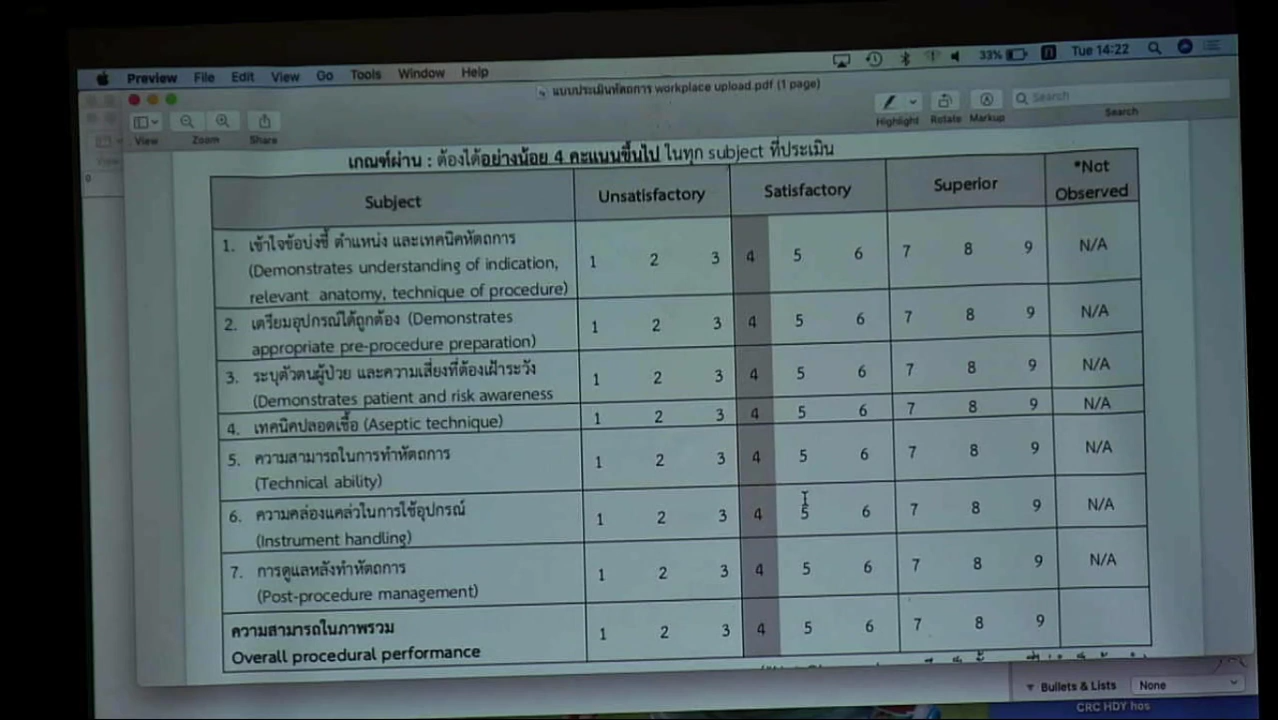 Preview File Edit View Go Tools Window Help 33% Tue 14:22
แบบประเมินหัตถการ workplace upload.pdf (1 page)
View Zoom Share Highlight Rotate Markup Search
Search
เกณฑ์ผ่าน : ต้องได้อย่างน้อย 4 คะแนนขึ้นไป ในทุก subject ที่ประเมิน
Subject Unsatisfactory Satisfactory Superior *Not Observed
1. เข้าใจข้อบ่งชี้ ตำแหน่ง และเทคนิคหัตถการ
(Demonstrates understanding of indication, 1 2 3 4 5 6 7 8 9 N/A
relevant anatomy, technique of procedure)
2. เตรียมอุปกรณ์ได้ถูกต้อง (Demonstrates 1 2 3 4 5 6 7 8 9 N/A
appropriate pre-procedure preparation)
3. ระบุตัวตนผู้ป่วย และความเสี่ยงที่ต้องเฝ้าระวัง 1 2 3 4 5 6 7 8 9 N/A
(Demonstrates patient and risk awareness
4. เทคนิคปลอดเชื้อ (Aseptic technique) 1 2 3 4 5 6 7 8 9 N/A
5. ความสามารถในการทำหัตถการ 1 2 3 4 5 6 7 8 9 N/A
(Technical ability)
6. ความคล่องแคล่วในการใช้อุปกรณ์ 1 2 3 4 5 6 7 8 9 N/A
(Instrument handling)
7. การดูแลหลังทำหัตถการ 1 2 3 4 5 6 7 8 9 N/A
(Post-procedure management)
ความสามารถในภาพรวม 1 2 3 4 5 6 7 8 9
Overall procedural performance
Bullets & Lists None
CRC HDY hos